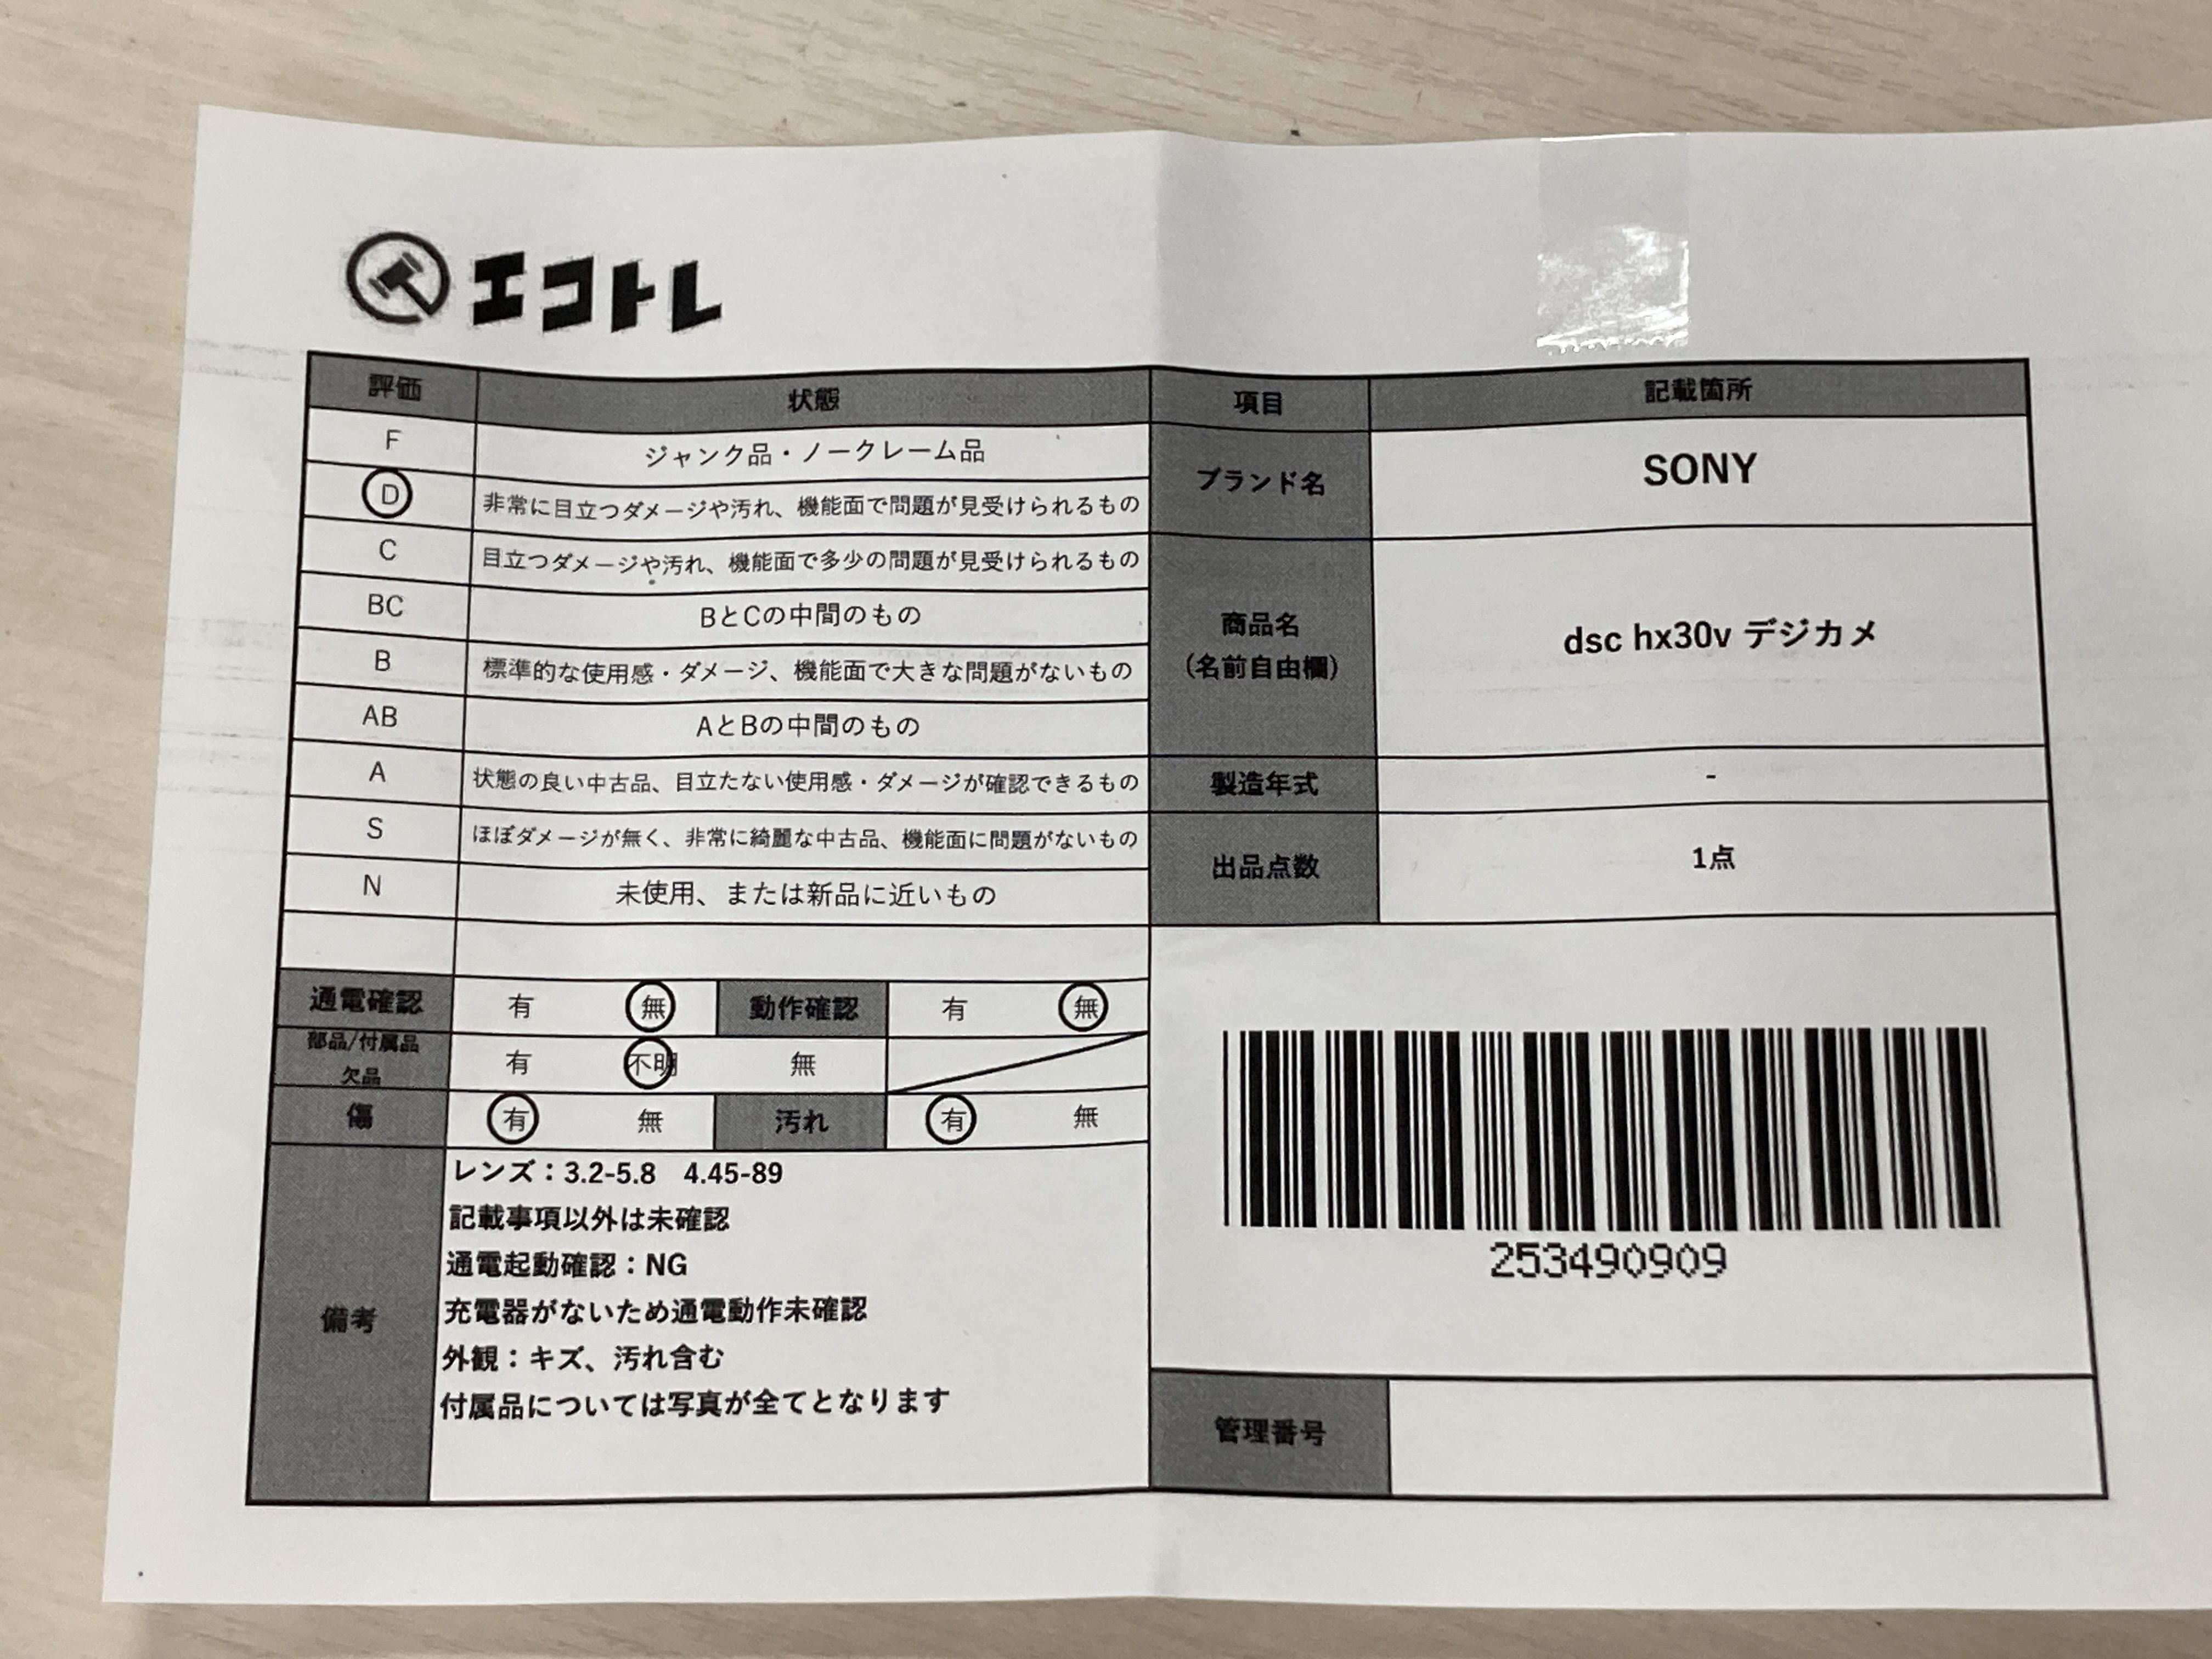 エコトレ
評価 状態
F ジャンク品・ノークレーム品
D 非常に目立つダメージや汚れ、機能面で問題が見受けられるもの
C 目立つダメージや汚れ、機能面で多少の問題が見受けられるもの
BC BとCの中間のもの
B 標準的な使用感・ダメージ、機能面で大きな問題がないもの
AB AとBの中間のもの
A 状態の良い中古品、目立たない使用感・ダメージが確認できるもの
S ほぼダメージが無く、非常に綺麗な中古品、機能面に問題がないもの
N 未使用、または新品に近いもの
通電確認 有 無 動作確認 有 無
部品/付属品
欠品
有 不明 無
傷 有 無 汚れ 有 無
備考
レンズ：3.2-5.8 4.45-89
記載事項以外は未確認
通電起動確認：NG
充電器がないため通電動作未確認
外観：キズ、汚れ含む
付属品については写真が全てとなります
項目 記載箇所
ブランド名 SONY
商品名
（名前自由欄）
dsc hx30v デジカメ
製造年式 -
出品点数 1点
253490909
管理番号